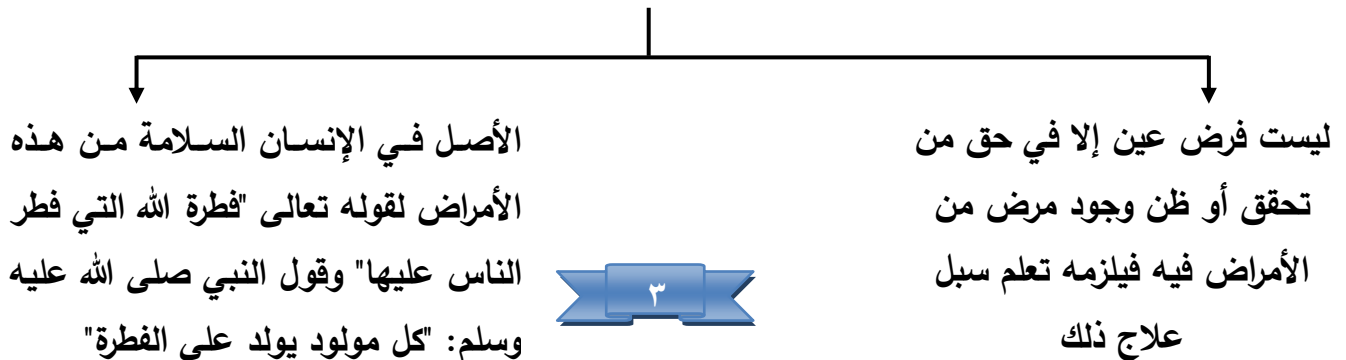 ليست فرض عين إلا في حق من
تحقق أو ظن وجود مرض من
الأمراض فيه فيلزمه تعلم سبل
علاج ذلك
الأصل في الإنسان السلامة من هذه
الأمراض لقوله تعالى "فطرة الله التي فطر
الناس عليها" وقول النبي صلى الله عليه
وسلم: "كل مولود يولد على الفطرة"
٣